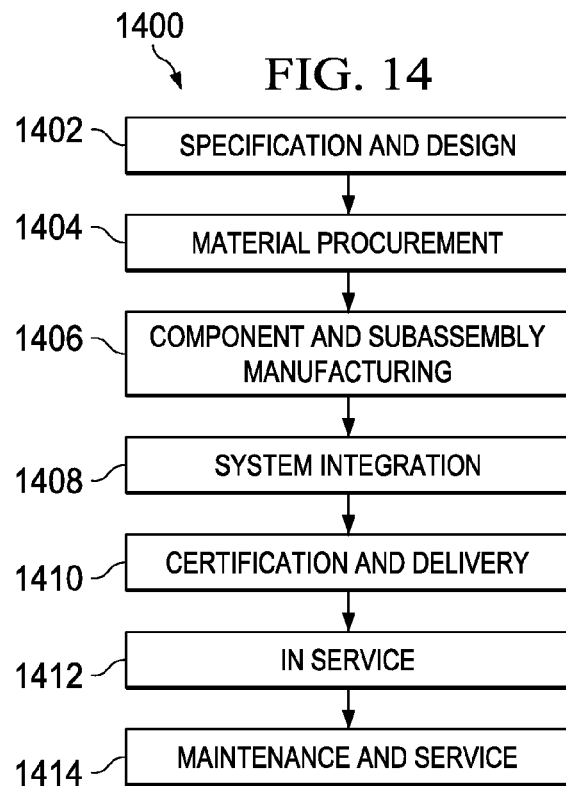 1400
FIG. 14
1402
SPECIFICATION AND DESIGN
1404
MATERIAL PROCUREMENT
1406
COMPONENT AND SUBASSEMBLY
MANUFACTURING
1408
SYSTEM INTEGRATION
1410
CERTIFICATION AND DELIVERY
1412
IN SERVICE
1414
MAINTENANCE AND SERVICE